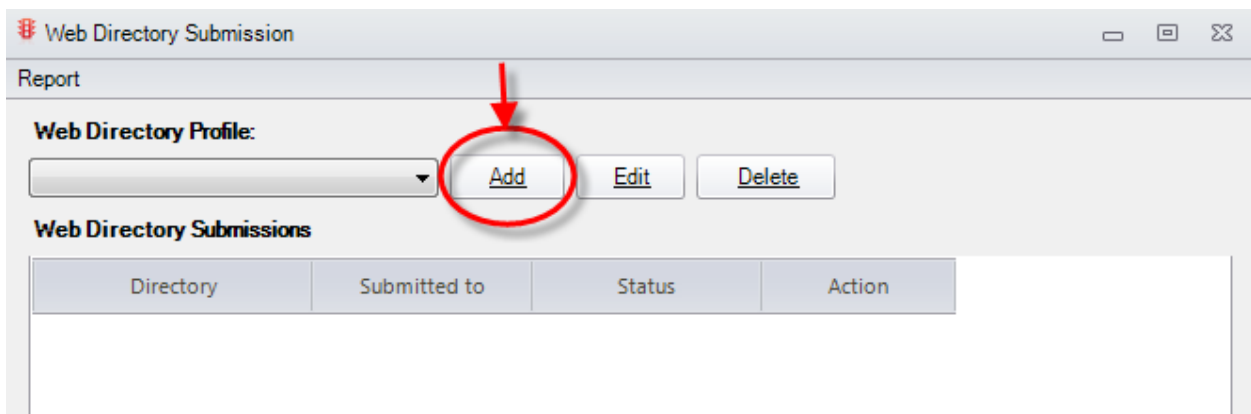 Web Directory Submission
Report
Web Directory Profile:
Add Edit Delete
Web Directory Submissions
Directory Submitted to Status Action